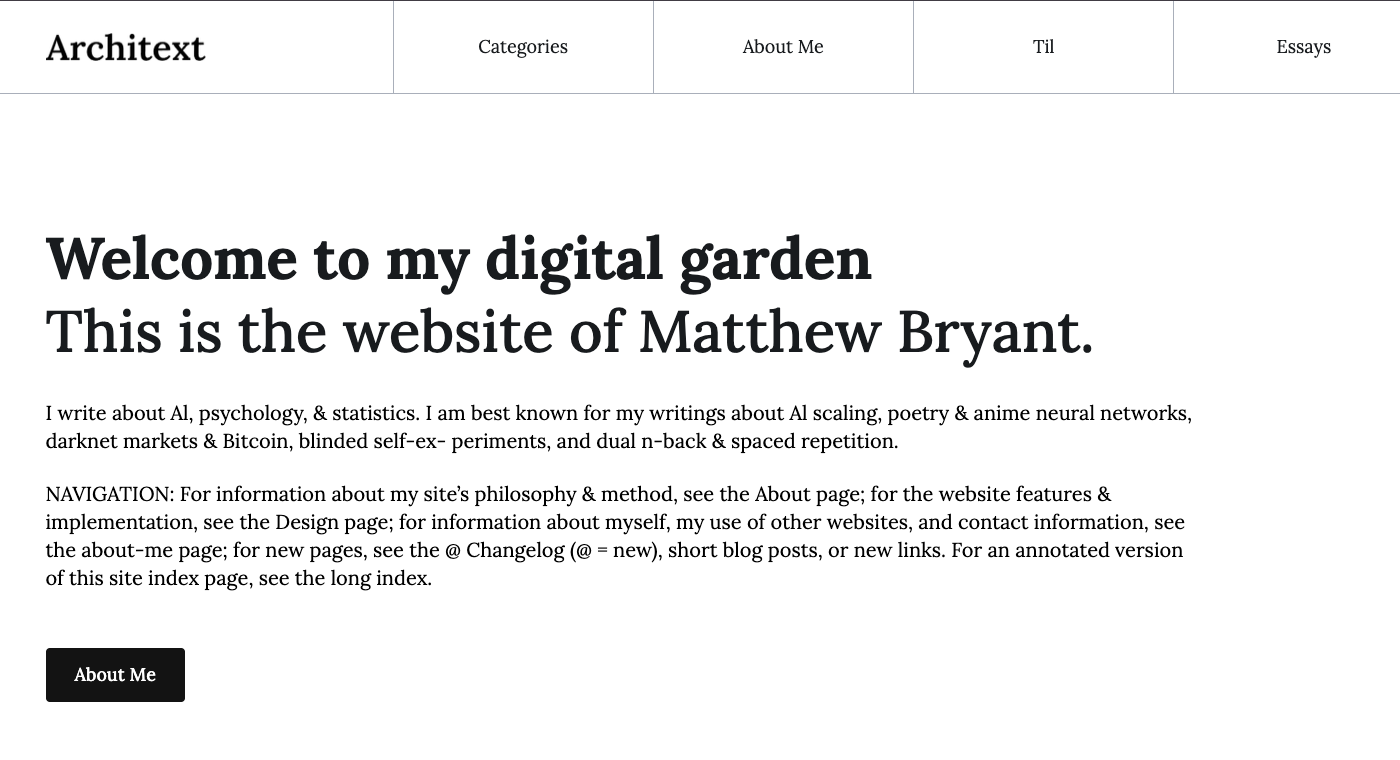 Architext
Categories
About Me
Til
Essays
Welcome to my digital garden
This is the website of Matthew Bryant.
I write about Al, psychology, & statistics. I am best known for my writings about Al scaling, poetry & anime neural networks,
darknet markets & Bitcoin, blinded self-ex- periments, and dual n-back & spaced repetition.
NAVIGATION: For information about my site’s philosophy & method, see the About page; for the website features &
implementation, see the Design page; for information about myself, my use of other websites, and contact information, see
the about-me page; for new pages, see the @ Changelog (@ = new), short blog posts, or new links. For an annotated version
of this site index page, see the long index.
About Me